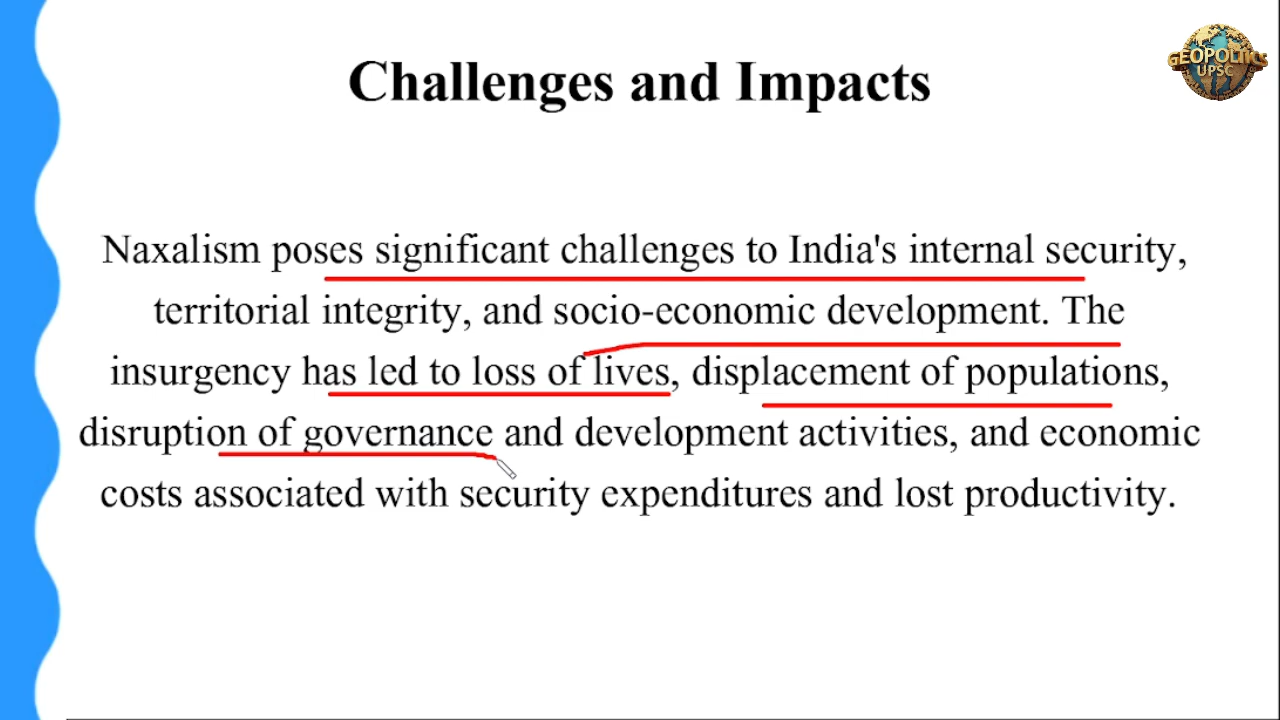 GEOPOLIKS
UPSC
Challenges and Impacts
Naxalism poses significant challenges to India's internal security,
territorial integrity, and socio-economic development. The
insurgency has led to loss of lives, displacement of populations,
disruption of governance and development activities, and economic
costs associated with security expenditures and lost productivity.